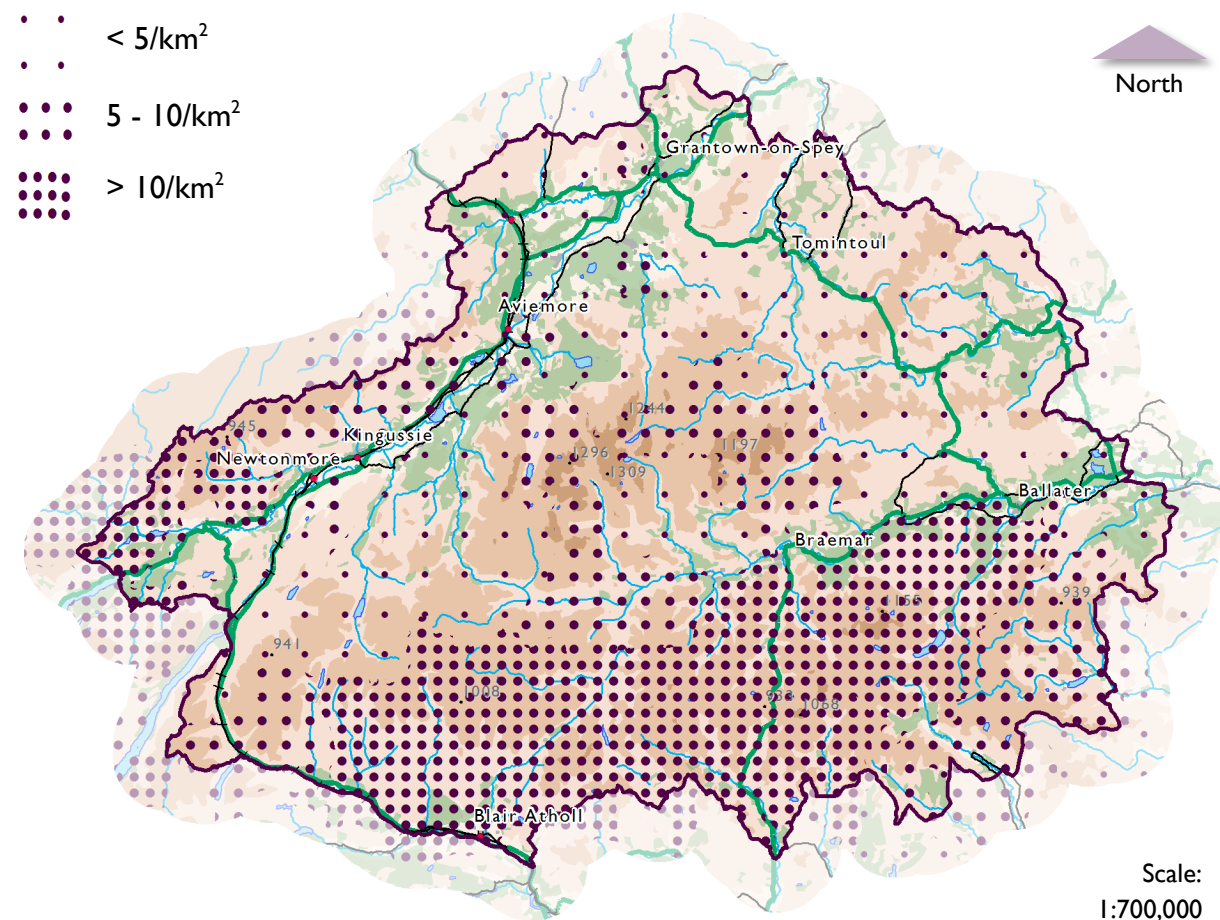 < 5/km²
5 - 10/km²
> 10/km²
North
Grantown-on-Spey
Tomintoul
Aviemore
1244
945
Kingussie
1197
Newtonmore
1296
1309
Ballater
Braemar
1155
939
941
1008
933
1068
Blair Atholl
Scale:
1:700,000